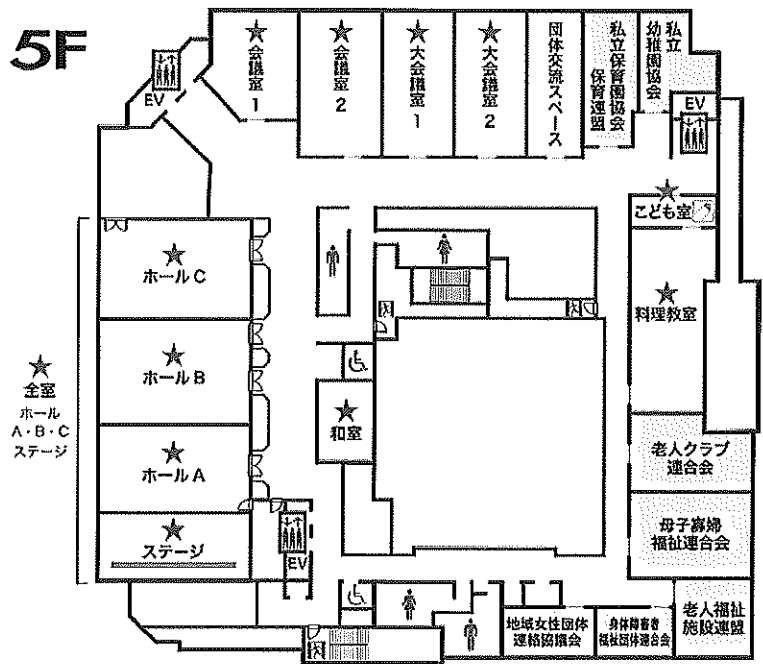 5F
EV
★会議室1
★会議室2
★大会議室1
★大会議室2
団体交流スペース
私立保育園協会
保育連盟
私立
幼稚園協会
EV
★
こども室
★
料理教室
★
ホールC
★
ホールB
★
ホールA
★
ステージ
★
全室
ホール
A・B・C
ステージ
★
和室
EV
老人クラブ
連合会
母子寡婦
福祉連合会
老人福祉
施設連盟
地域女性団体
連絡協議会
身体障害者
福祉団体連合会